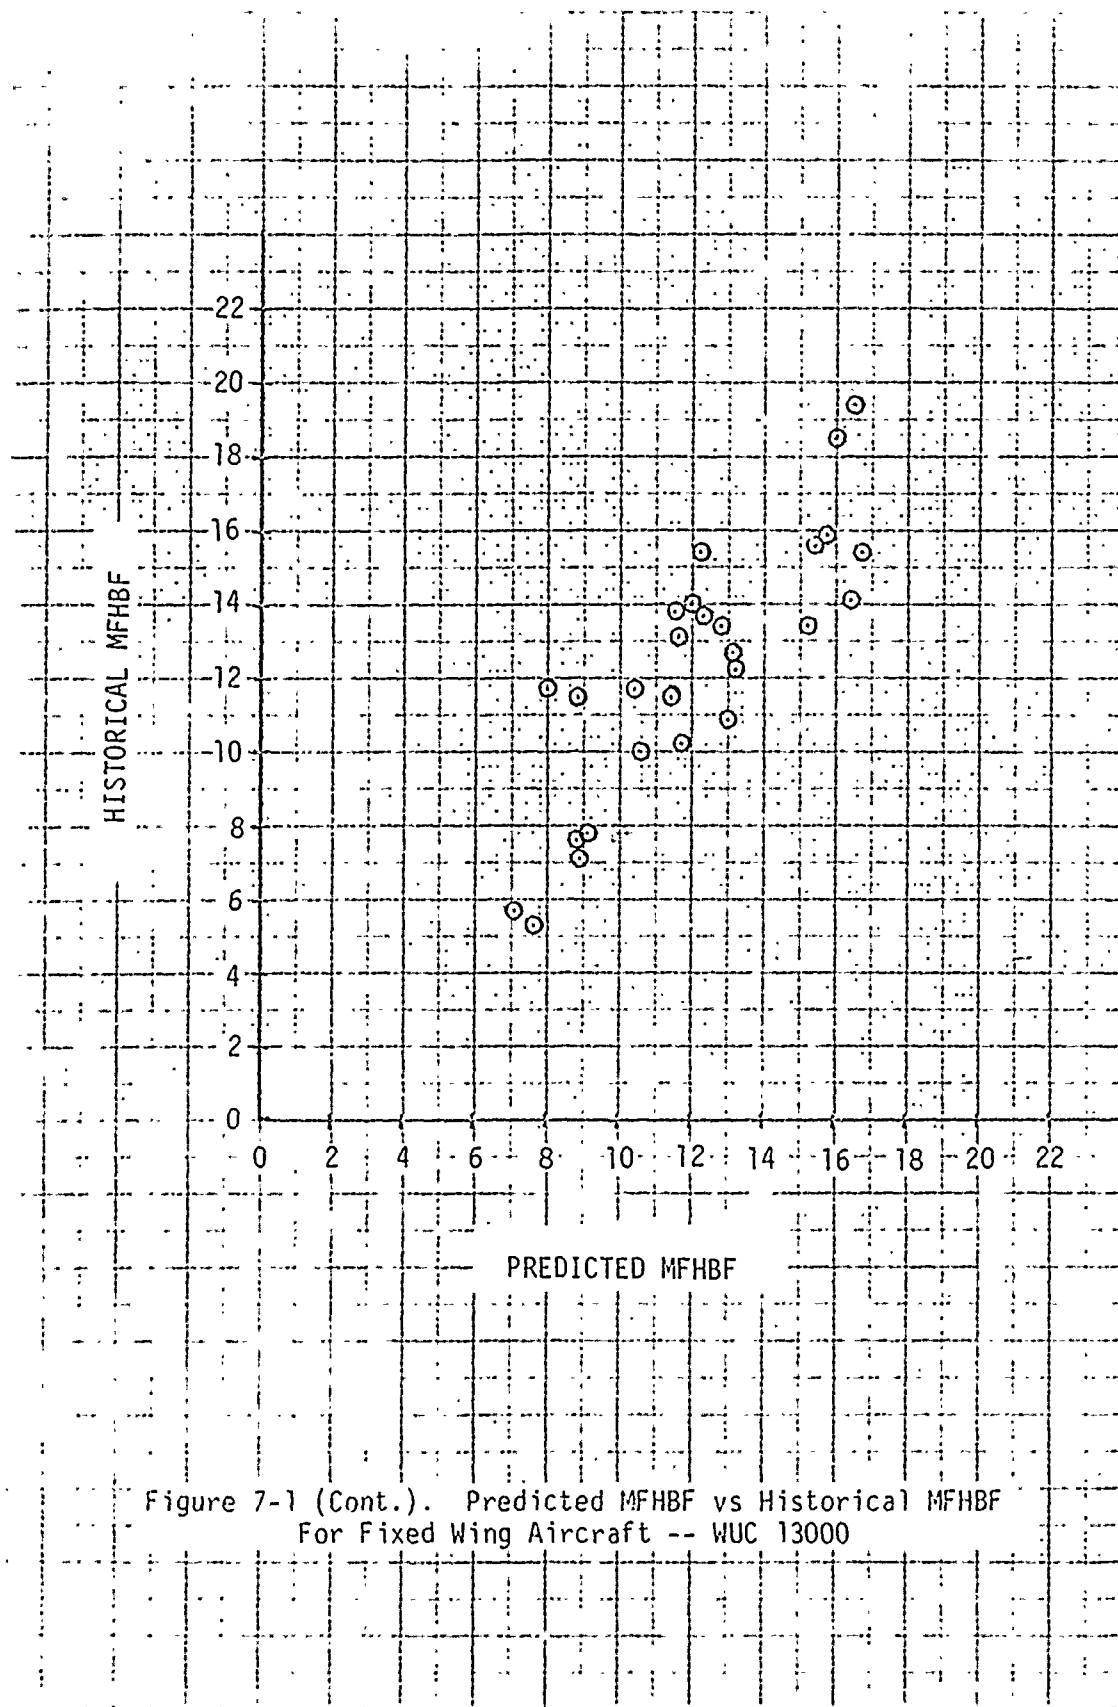 22
20
18
16
14
12
10
8
6
4
2
0
HISTORICAL MFHBF
0 2 4 6 8 10 12 14 16 18 20 22
PREDICTED MFHBF
Figure 7-1 (Cont.). Predicted MFHBF vs Historical MFHBF
For Fixed Wing Aircraft -- WUC 13000